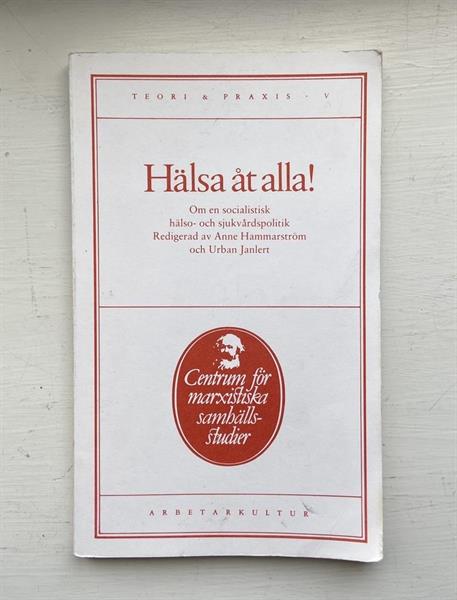 TEORI & PRAXIS · V
Hälsa åt alla!
Om en socialistisk
hälso- och sjukvårdspolitik
Redigerad av Anne Hammarström
och Urban Janlert
Centrum för
marxistiska
samhälls-
studier
ARBETARKULTUR